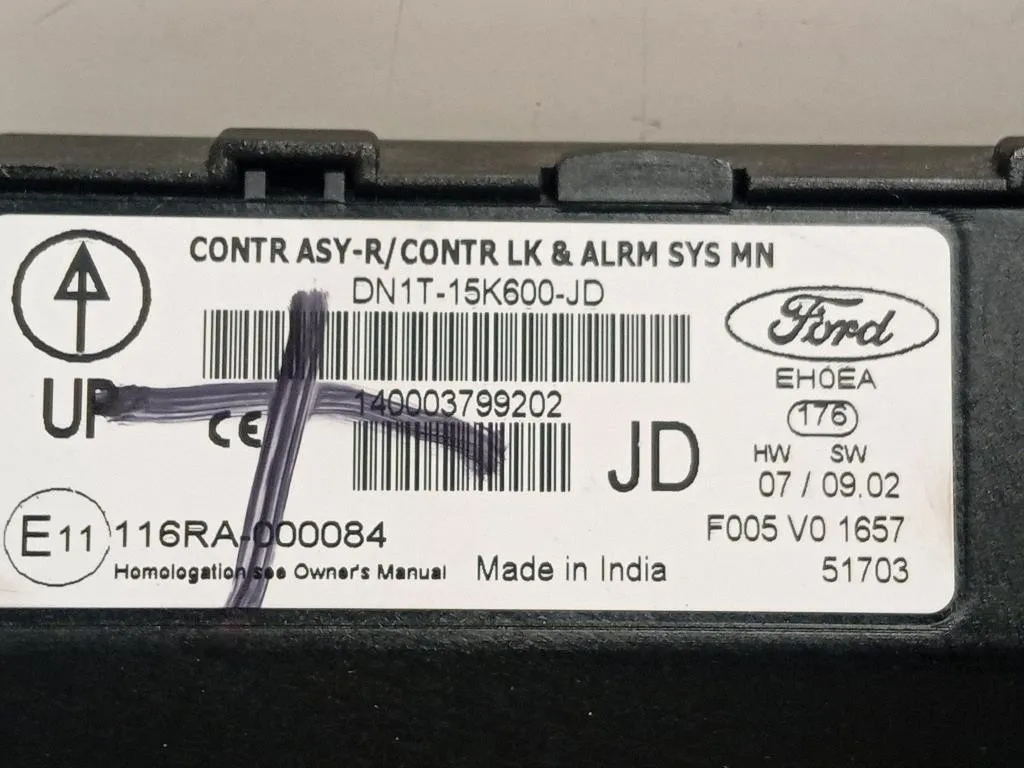 CONTR ASY-R/CONTR LK & ALRM SYS MN
DN1T-15K600-JD
Ford
EHOEA
UP
CE
140003799202
JD
176
HW SW
07 / 09.02
E11 116RA-000084
F005 V0 1657
Homologation see Owner's Manual
Made in India
51703